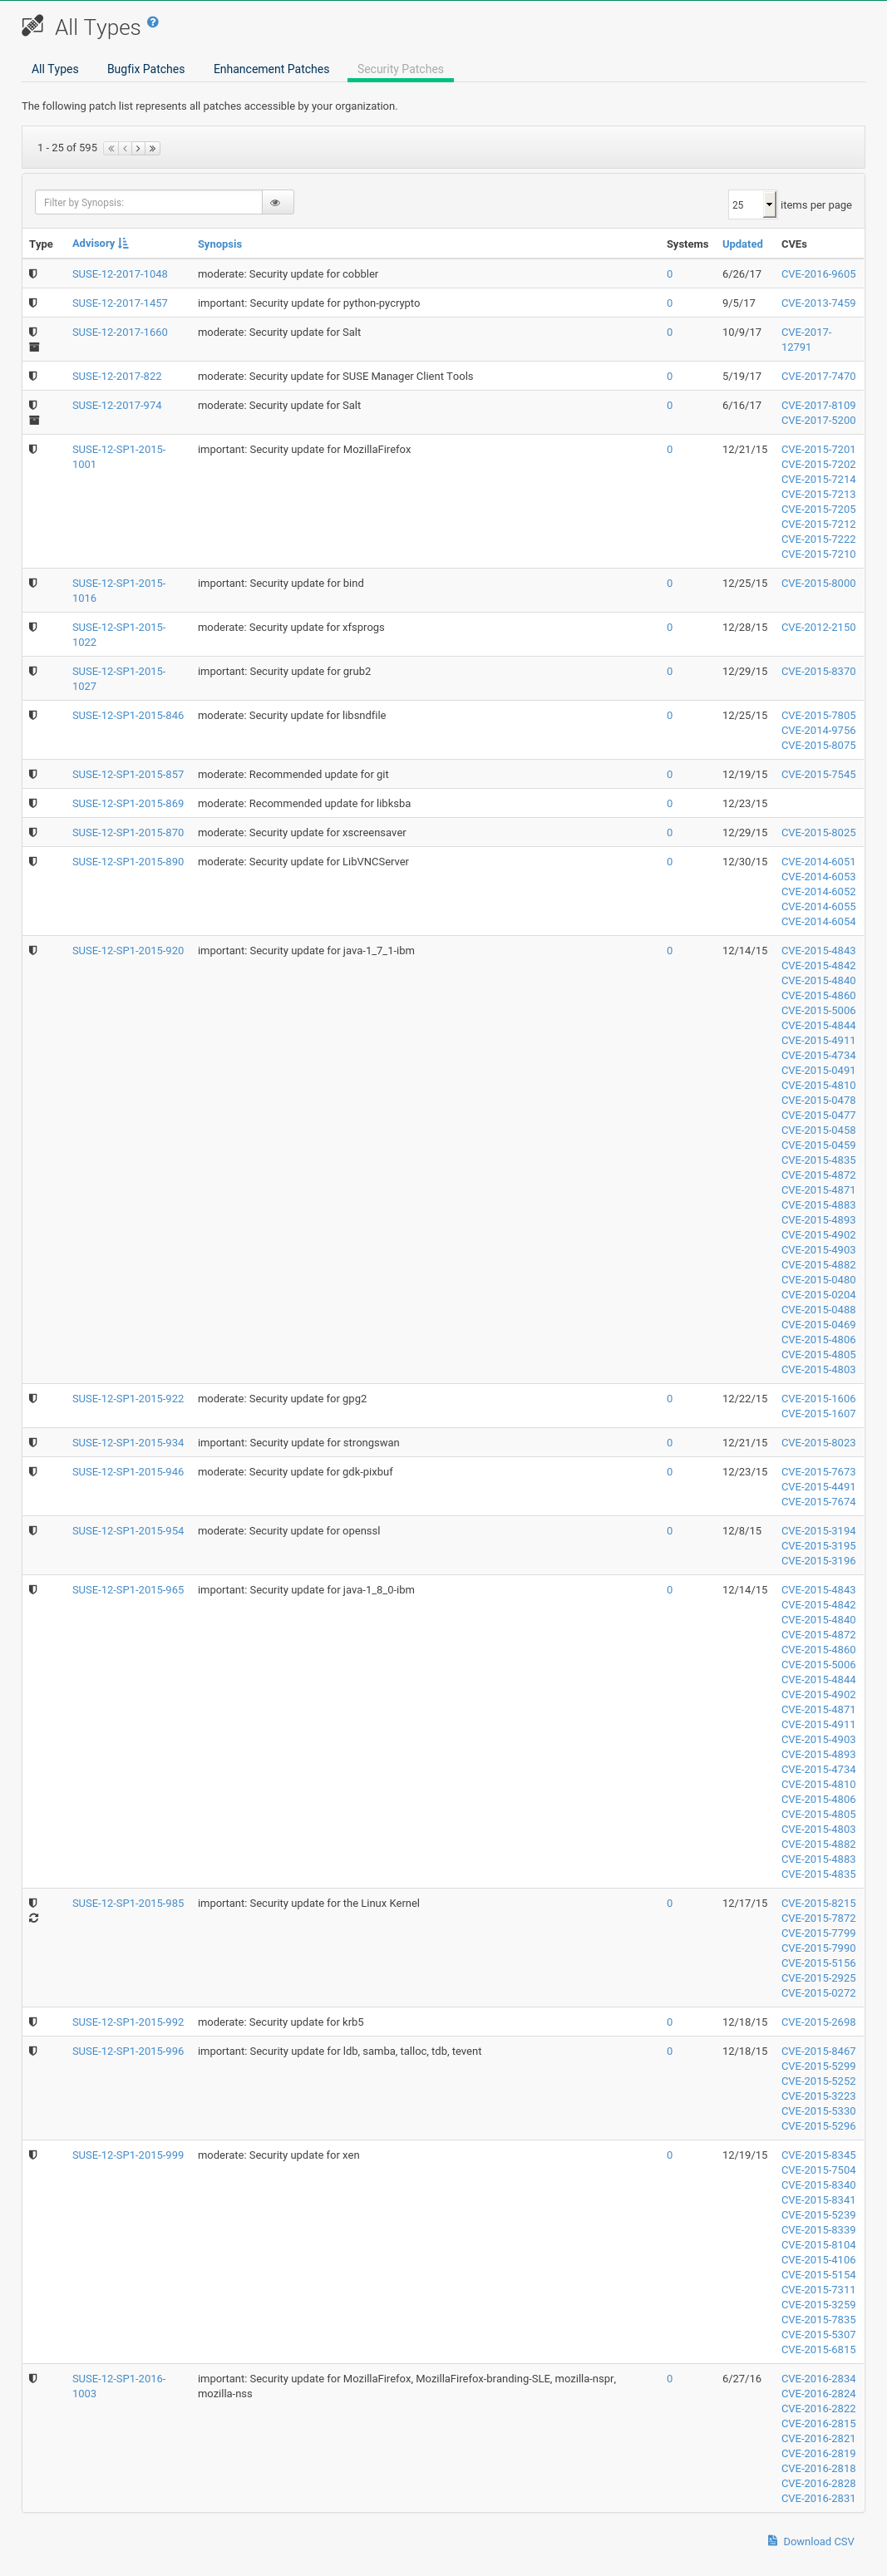 All Types
All Types Bugfix Patches Enhancement Patches Security Patches
The following patch list represents all patches accessible by your organization.
1 - 25 of 595
Filter by Synopsis: 25 items per page
Type Advisory Synopsis Systems Updated CVEs
SUSE-12-2017-1048 moderate: Security update for cobbler 0 6/26/17 CVE-2016-9605
SUSE-12-2017-1457 important: Security update for python-pycrypto 0 9/5/17 CVE-2013-7459
SUSE-12-2017-1660 moderate: Security update for Salt 0 10/9/17 CVE-2017-
12791
SUSE-12-2017-822 moderate: Security update for SUSE Manager Client Tools 0 5/19/17 CVE-2017-7470
SUSE-12-2017-974 moderate: Security update for Salt 0 6/16/17 CVE-2017-8109
CVE-2017-5200
SUSE-12-SP1-2015- important: Security update for MozillaFirefox 0 12/21/15 CVE-2015-7201
1001 CVE-2015-7202
CVE-2015-7214
CVE-2015-7213
CVE-2015-7205
CVE-2015-7212
CVE-2015-7222
CVE-2015-7210
SUSE-12-SP1-2015- important: Security update for bind 0 12/25/15 CVE-2015-8000
1016
SUSE-12-SP1-2015- moderate: Security update for xfsprogs 0 12/28/15 CVE-2012-2150
1022
SUSE-12-SP1-2015- important: Security update for grub2 0 12/29/15 CVE-2015-8370
1027
SUSE-12-SP1-2015-846 moderate: Security update for libsndfile 0 12/25/15 CVE-2015-7805
CVE-2014-9756
CVE-2015-8075
SUSE-12-SP1-2015-857 moderate: Recommended update for git 0 12/19/15 CVE-2015-7545
SUSE-12-SP1-2015-869 moderate: Recommended update for libksba 0 12/23/15
SUSE-12-SP1-2015-870 moderate: Security update for xscreensaver 0 12/29/15 CVE-2015-8025
SUSE-12-SP1-2015-890 moderate: Security update for LibVNCServer 0 12/30/15 CVE-2014-6051
CVE-2014-6053
CVE-2014-6052
CVE-2014-6055
CVE-2014-6054
SUSE-12-SP1-2015-920 important: Security update for java-1_7_1-ibm 0 12/14/15 CVE-2015-4843
CVE-2015-4842
CVE-2015-4840
CVE-2015-4860
CVE-2015-5006
CVE-2015-4844
CVE-2015-4911
CVE-2015-4734
CVE-2015-0491
CVE-2015-4810
CVE-2015-0478
CVE-2015-0477
CVE-2015-0458
CVE-2015-0459
CVE-2015-4835
CVE-2015-4872
CVE-2015-4871
CVE-2015-4883
CVE-2015-4893
CVE-2015-4902
CVE-2015-4903
CVE-2015-4882
CVE-2015-0480
CVE-2015-0204
CVE-2015-0488
CVE-2015-0469
CVE-2015-4806
CVE-2015-4805
CVE-2015-4803
SUSE-12-SP1-2015-922 moderate: Security update for gpg2 0 12/22/15 CVE-2015-1606
CVE-2015-1607
SUSE-12-SP1-2015-934 important: Security update for strongswan 0 12/21/15 CVE-2015-8023
SUSE-12-SP1-2015-946 moderate: Security update for gdk-pixbuf 0 12/23/15 CVE-2015-7673
CVE-2015-4491
CVE-2015-7674
SUSE-12-SP1-2015-954 moderate: Security update for openssl 0 12/8/15 CVE-2015-3194
CVE-2015-3195
CVE-2015-3196
SUSE-12-SP1-2015-965 important: Security update for java-1_8_0-ibm 0 12/14/15 CVE-2015-4843
CVE-2015-4842
CVE-2015-4840
CVE-2015-4872
CVE-2015-4860
CVE-2015-5006
CVE-2015-4844
CVE-2015-4902
CVE-2015-4871
CVE-2015-4911
CVE-2015-4903
CVE-2015-4893
CVE-2015-4734
CVE-2015-4810
CVE-2015-4806
CVE-2015-4805
CVE-2015-4803
CVE-2015-4882
CVE-2015-4883
CVE-2015-4835
SUSE-12-SP1-2015-985 important: Security update for the Linux Kernel 0 12/17/15 CVE-2015-8215
CVE-2015-7872
CVE-2015-7799
CVE-2015-7990
CVE-2015-5156
CVE-2015-2925
CVE-2015-0272
SUSE-12-SP1-2015-992 moderate: Security update for krb5 0 12/18/15 CVE-2015-2698
SUSE-12-SP1-2015-996 important: Security update for ldb, samba, talloc, tdb, tevent 0 12/18/15 CVE-2015-8467
CVE-2015-5299
CVE-2015-5252
CVE-2015-3223
CVE-2015-5330
CVE-2015-5296
SUSE-12-SP1-2015-999 moderate: Security update for xen 0 12/19/15 CVE-2015-8345
CVE-2015-7504
CVE-2015-8340
CVE-2015-8341
CVE-2015-5239
CVE-2015-8339
CVE-2015-8104
CVE-2015-4106
CVE-2015-5154
CVE-2015-7311
CVE-2015-3259
CVE-2015-7835
CVE-2015-5307
CVE-2015-6815
SUSE-12-SP1-2016- important: Security update for MozillaFirefox, MozillaFirefox-branding-SLE, mozilla-nspr, 0 6/27/16 CVE-2016-2834
1003 mozilla-nss CVE-2016-2824
CVE-2016-2822
CVE-2016-2815
CVE-2016-2821
CVE-2016-2819
CVE-2016-2818
CVE-2016-2828
CVE-2016-2831
Download CSV